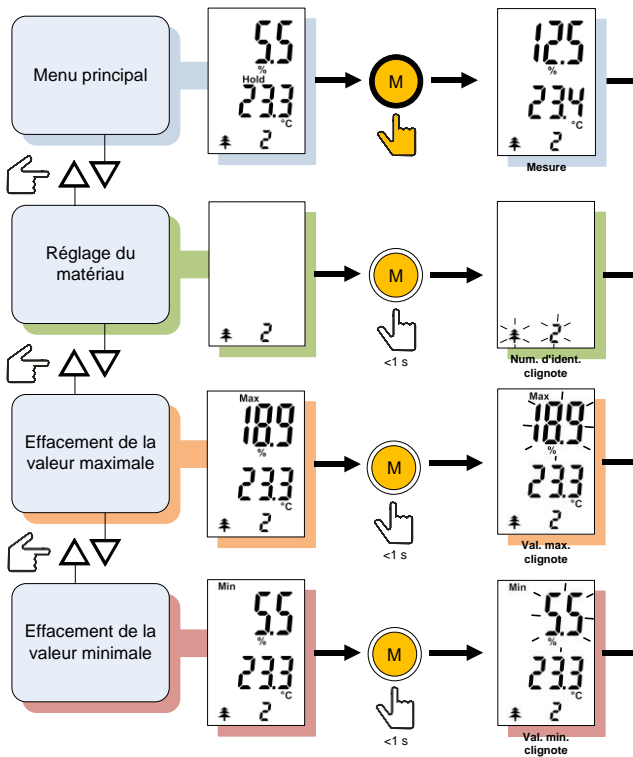 Menu principal
5.5
%
Hold
23.3
°C
2
M
12.5
%
23.4
°C
2
Mesure
Réglage du
matériau
2
M
<1 s
2
Num. d'ident.
clignote
Effacement de la
valeur maximale
Max
18.9
%
23.3
°C
2
M
<1 s
Max
18.9
%
23.3
°C
2
Val. max.
clignote
Effacement de la
valeur minimale
Min
5.5
%
23.3
°C
2
M
<1 s
Min
5.5
%
23.3
°C
2
Val. min.
clignote